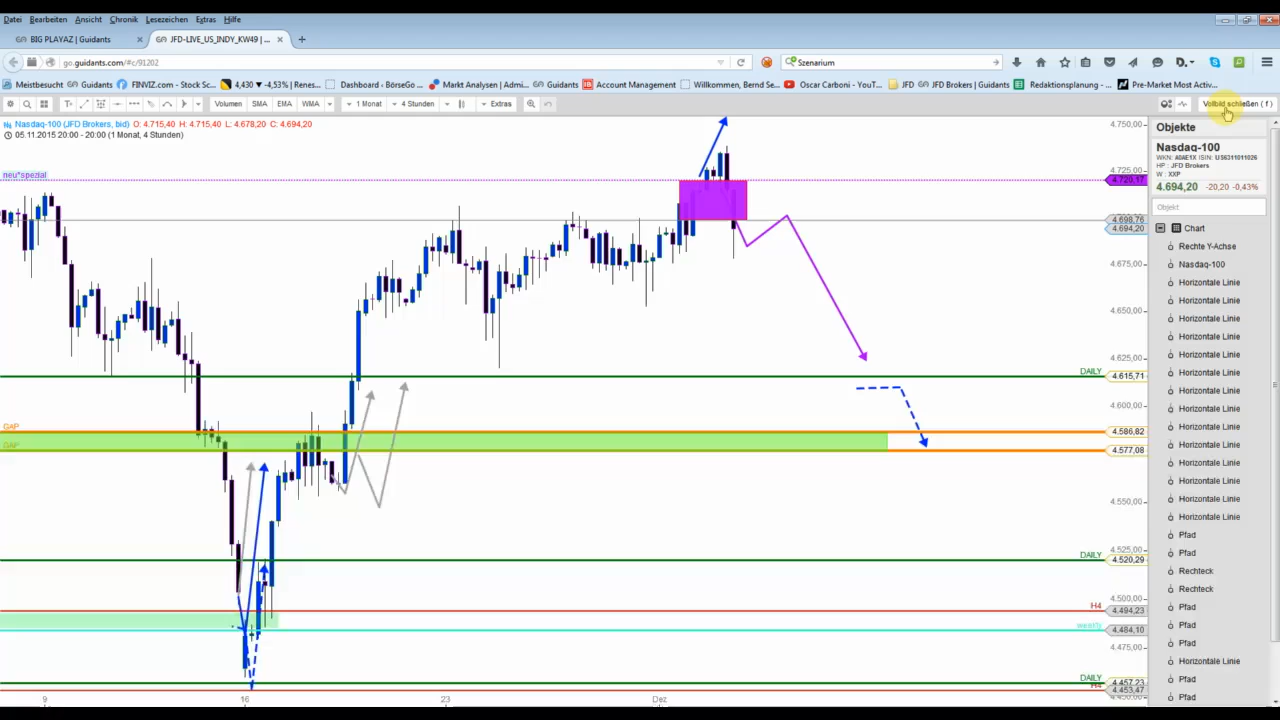 Datei Bearbeiten Ansicht Chronik Lesezeichen Extras Hilfe
BIG PLAYAZ | Guidants × JFD-LIVE_US_INDY_KW49 | ... × +
go.guidants.com/#c/91202 Szenarium
Meistbesucht Guidants FINVIZ.com - Stock Sc... 4,430 ▼ -4,53% | Renes... Dashboard - BörseGo ... Markt Analysen | Admi... Guidants Account Management Willkommen, Bernd Se... Oscar Carboni - YouT... JFD JFD Brokers - Guidants Redaktionsplanung - ... Pre-Market Most Activ...
Volumen SMA EMA WMA 1 Monat 4 Stunden Extras Vollbild schließen ( f )
Nasdaq-100 (JFD Brokers, bid) O: 4.715,40 H: 4.715,40 L: 4.678,20 C: 4.694,20
05.11.2015 20:00 - 20:00 (1 Monat, 4 Stunden)
neu*spezial
GAP
GAP
DAILY
DAILY
H4
DAILY
H4
4.750,00
4.725,00
4.720,17
4.698,76
4.694,20
4.675,00
4.650,00
4.625,00
4.615,71
4.600,00
4.586,82
4.577,08
4.550,00
4.525,00
4.520,29
4.500,00
4.494,23
4.484,10
4.475,00
4.457,23
4.453,47
9 16 23 Dez
Objekte
Nasdaq-100
WKN: A0AE1X ISIN: US6311011026
HP : JFD Brokers
W : XXP
4.694,20 -20,20 -0,43%
Objekt
Chart
Rechte Y-Achse
Nasdaq-100
Horizontale Linie
Horizontale Linie
Horizontale Linie
Horizontale Linie
Horizontale Linie
Horizontale Linie
Horizontale Linie
Horizontale Linie
Horizontale Linie
Horizontale Linie
Horizontale Linie
Horizontale Linie
Horizontale Linie
Horizontale Linie
Pfad
Pfad
Rechteck
Rechteck
Pfad
Pfad
Pfad
Horizontale Linie
Pfad
Pfad